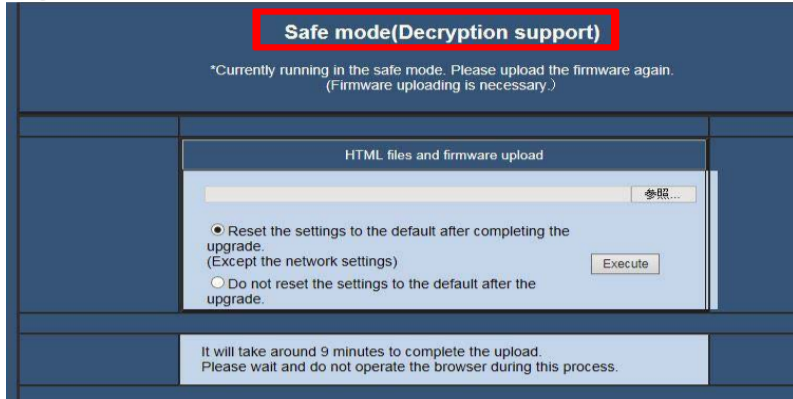 Safe mode(Decryption support)
*Currently running in the safe mode. Please upload the firmware again.
(Firmware uploading is necessary.)
HTML files and firmware upload
参照...
Reset the settings to the default after completing the
upgrade.
(Except the network settings)
Execute
Do not reset the settings to the default after the
upgrade.
It will take around 9 minutes to complete the upload.
Please wait and do not operate the browser during this process.